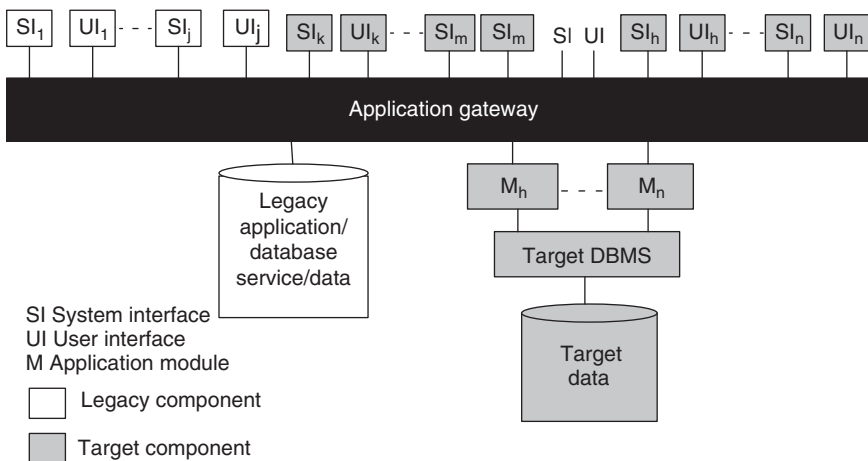 SI₁ UI₁ SIⱼ UIⱼ SIₖ UIₖ SIₘ SIₘ SI UI SIₕ UIₕ SIₙ UIₙ
Application gateway
Legacy
application/
database
service/data
Mₕ Mₙ
Target DBMS
Target
data
SI System interface
UI User interface
M Application module
Legacy component
Target component